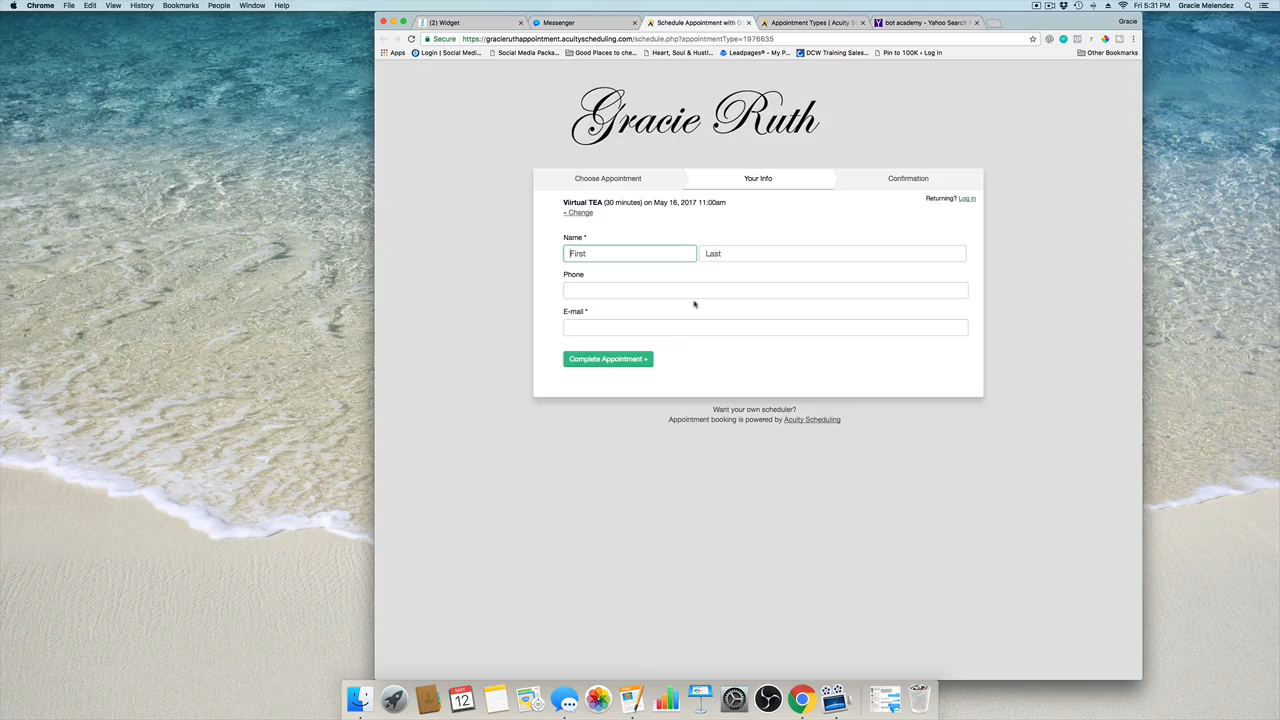 Chrome File Edit View History Bookmarks People Window Help
Fri 5:31 PM Gracie Melendez
(2) Widget
Messenger
Schedule Appointment with G
Appointment Types | Acuity Sc
bot academy - Yahoo Search
Gracie
Secure https://gracieruthappointment.acuityscheduling.com/schedule.php?appointmentType=1976635
Apps Login | Social Medi... Social Media Packa... Good Places to che... Heart, Soul & Hustl... Leadpages® - My P... DCW Training Sales... Pin to 100K ‹ Log In Other Bookmarks
Gracie Ruth
Choose Appointment Your Info Confirmation
Viirtual TEA (30 minutes) on May 16, 2017 11:00am
Returning? Log in
« Change
Name *
First Last
Phone
E-mail *
Complete Appointment »
Want your own scheduler?
Appointment booking is powered by Acuity Scheduling
MAY
12